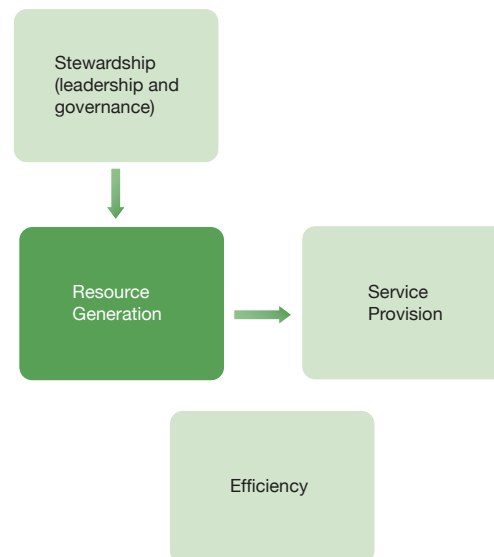 Stewardship
(leadership and
governance)
Resource
Generation
Service
Provision
Efficiency